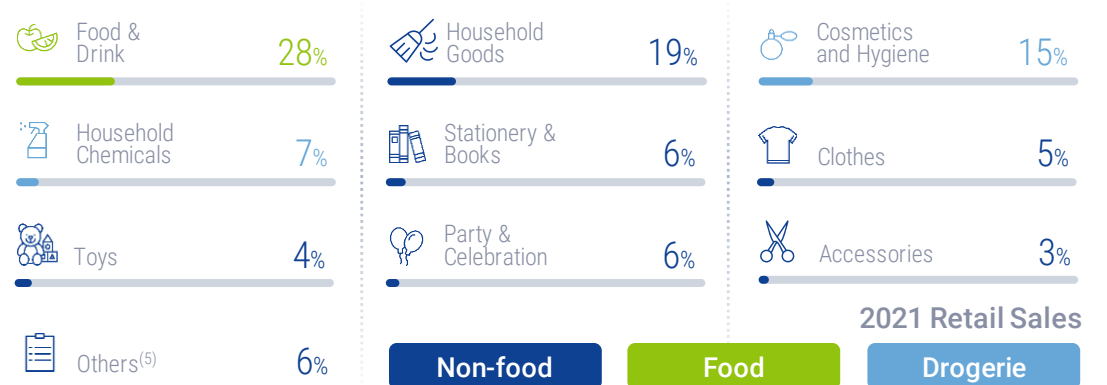 Food &
Drink
28%
Household
Goods
19%
Cosmetics
and Hygiene
15%
Household
Chemicals
7%
Stationery &
Books
6%
Clothes
5%
Toys
4%
Party &
Celebration
6%
Accessories
3%
2021 Retail Sales
Others(5)
6%
Non-food
Food
Drogerie